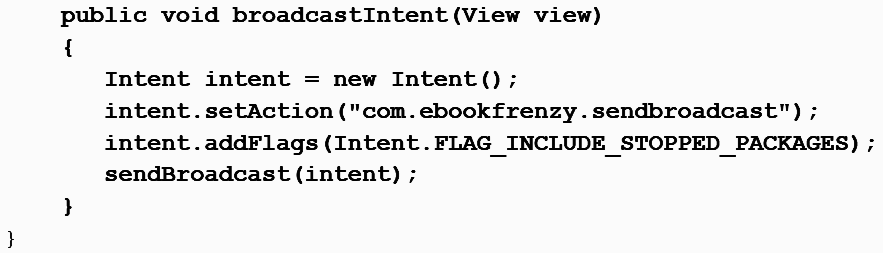 public void broadcastIntent(View view)
{
Intent intent = new Intent();
intent.setAction("com.ebookfrenzy.sendbroadcast");
intent.addFlags(Intent.FLAG_INCLUDE_STOPPED_PACKAGES);
sendBroadcast(intent);
}
}